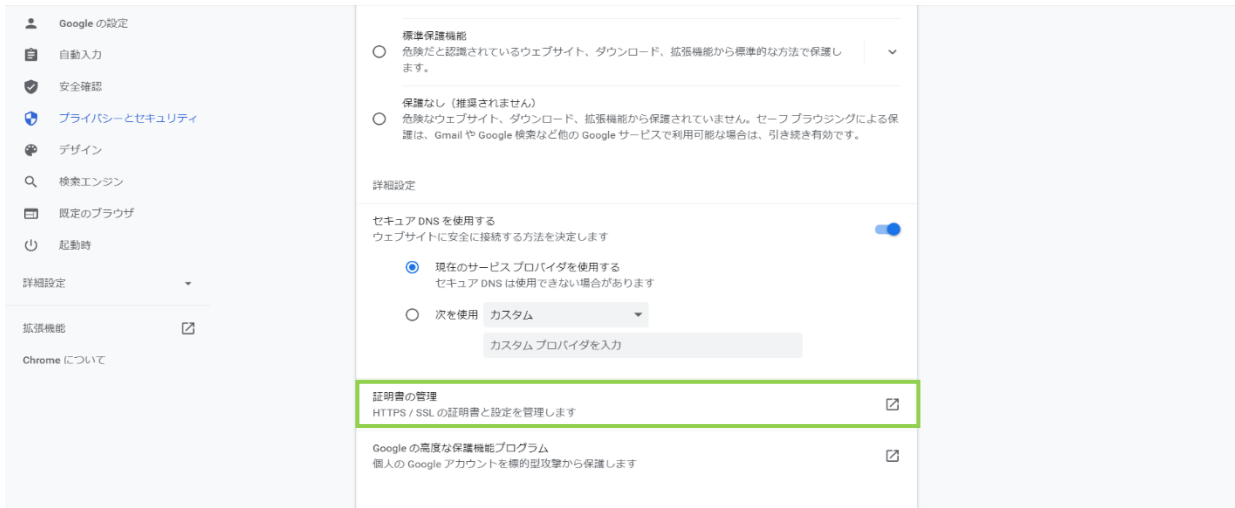 Google の設定
自動入力
安全確認
プライバシーとセキュリティ
デザイン
検索エンジン
既定のブラウザ
起動時
詳細設定
拡張機能
Chrome について
標準保護機能
危険だと認識されているウェブサイト、ダウンロード、拡張機能から標準的な方法で保護し
ます。
保護なし（推奨されません）
危険なウェブサイト、ダウンロード、拡張機能から保護されていません。セーフ ブラウジングによる保
護は、Gmail や Google 検索など他の Google サービスで利用可能な場合は、引き続き有効です。
詳細設定
セキュア DNS を使用する
ウェブサイトに安全に接続する方法を決定します
現在のサービス プロバイダを使用する
セキュア DNS は使用できない場合があります
次を使用 カスタム
カスタム プロバイダを入力
証明書の管理
HTTPS / SSL の証明書と設定を管理します
Google の高度な保護機能プログラム
個人の Google アカウントを標的型攻撃から保護します